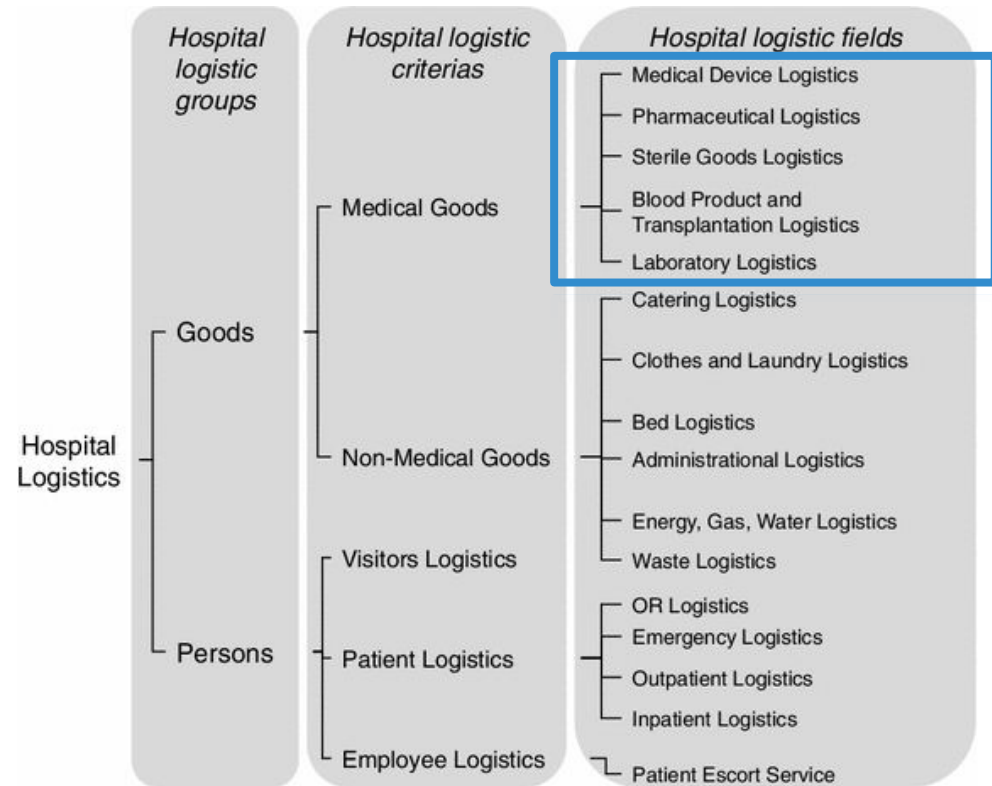 Hospital
logistic
groups
Hospital logistic
criterias
Hospital logistic fields
Hospital
Logistics
Goods
Persons
Medical Goods
Non-Medical Goods
Visitors Logistics
Patient Logistics
Employee Logistics
Medical Device Logistics
Pharmaceutical Logistics
Sterile Goods Logistics
Blood Product and
Transplantation Logistics
Laboratory Logistics
Catering Logistics
Clothes and Laundry Logistics
Bed Logistics
Administrational Logistics
Energy, Gas, Water Logistics
Waste Logistics
OR Logistics
Emergency Logistics
Outpatient Logistics
Inpatient Logistics
Patient Escort Service